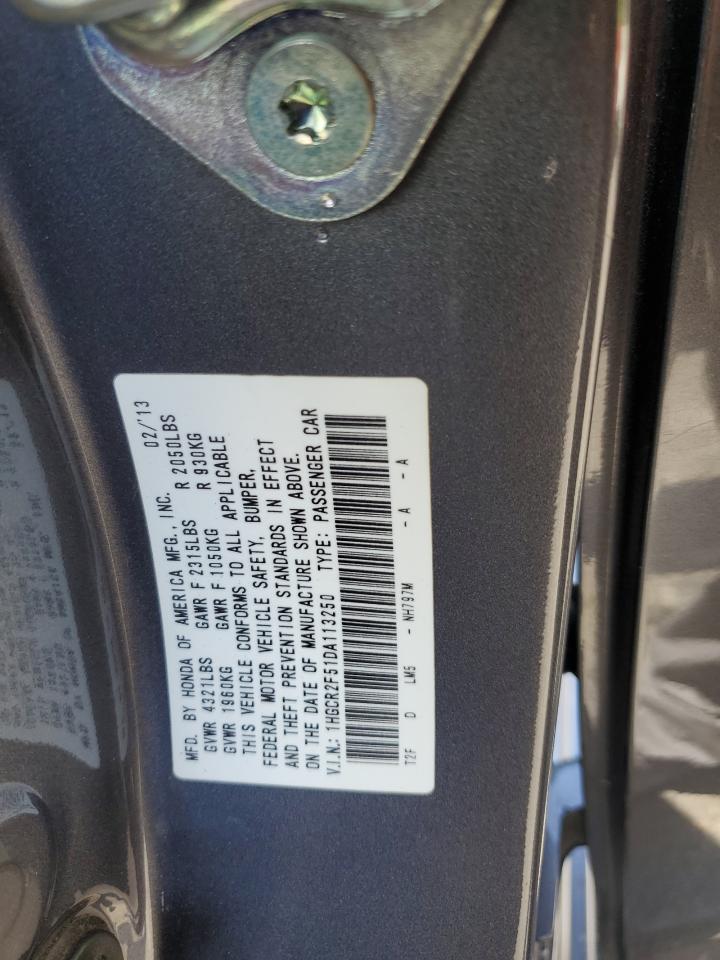 MFD. BY HONDA OF AMERICA MFG., INC. 02/'13
GVWR 4321LBS GAWR F 2315LBS R 2050LBS
GVWR 1960KG GAWR F 1050KG R 930KG
THIS VEHICLE CONFORMS TO ALL APPLICABLE
FEDERAL MOTOR VEHICLE SAFETY, BUMPER,
AND THEFT PREVENTION STANDARDS IN EFFECT
ON THE DATE OF MANUFACTURE SHOWN ABOVE.
V.I.N.: 1HGCR2F51DA113250 TYPE: PASSENGER CAR
T2F D LM5 - NH797M - A - A